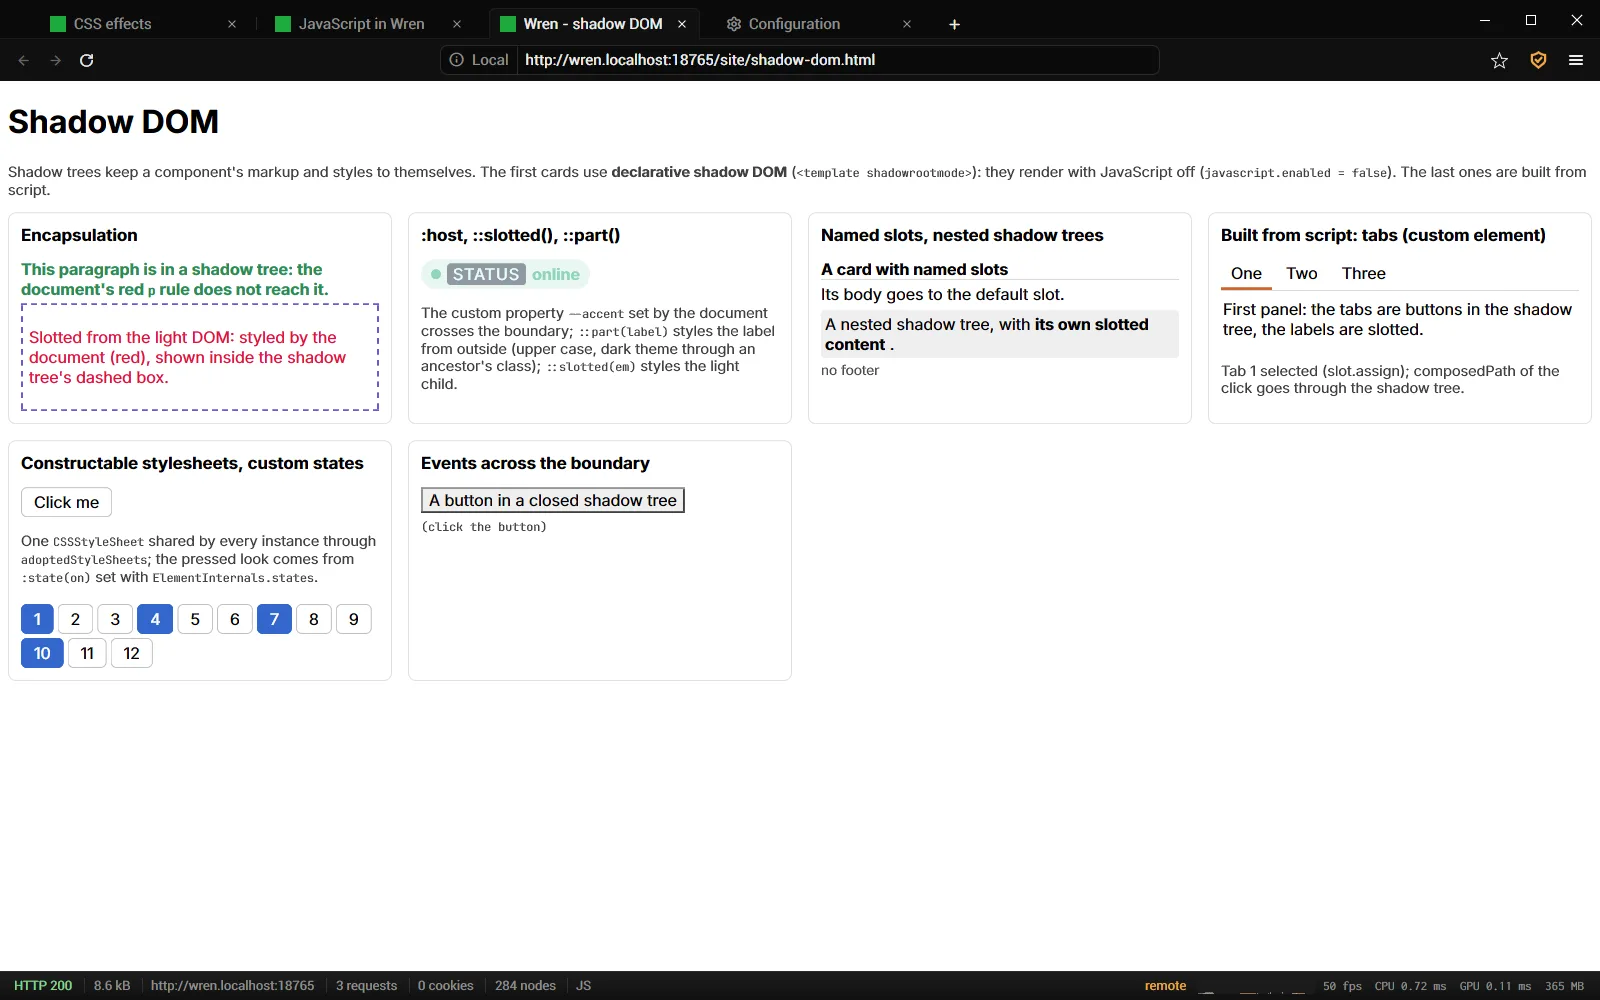 CSS effects
JavaScript in Wren
Wren - shadow DOM
Configuration
Local
http://wren.localhost:18765/site/shadow-dom.html
Shadow DOM
Shadow trees keep a component's markup and styles to themselves. The first cards use declarative shadow DOM (<template shadowrootmode>): they render with JavaScript off (javascript.enabled = false). The last ones are built from
script.
Encapsulation
This paragraph is in a shadow tree: the
document's red p rule does not reach it.
Slotted from the light DOM: styled by the
document (red), shown inside the shadow
tree's dashed box.
:host, ::slotted(), ::part()
STATUS online
The custom property --accent set by the document
crosses the boundary; ::part(label) styles the label
from outside (upper case, dark theme through an
ancestor's class); ::slotted(em) styles the light
child.
Named slots, nested shadow trees
A card with named slots
Its body goes to the default slot.
A nested shadow tree, with its own slotted
content .
no footer
Built from script: tabs (custom element)
One Two Three
First panel: the tabs are buttons in the shadow
tree, the labels are slotted.
Tab 1 selected (slot.assign); composedPath of the
click goes through the shadow tree.
Constructable stylesheets, custom states
Click me
One CSSStyleSheet shared by every instance through
adoptedStyleSheets; the pressed look comes from
:state(on) set with ElementInternals.states.
1 2 3 4 5 6 7 8 9
10 11 12
Events across the boundary
A button in a closed shadow tree
(click the button)
HTTP 200 8.6 kB http://wren.localhost:18765 3 requests 0 cookies 284 nodes JS
remote 50 fps CPU 0.72 ms GPU 0.11 ms 365 MB